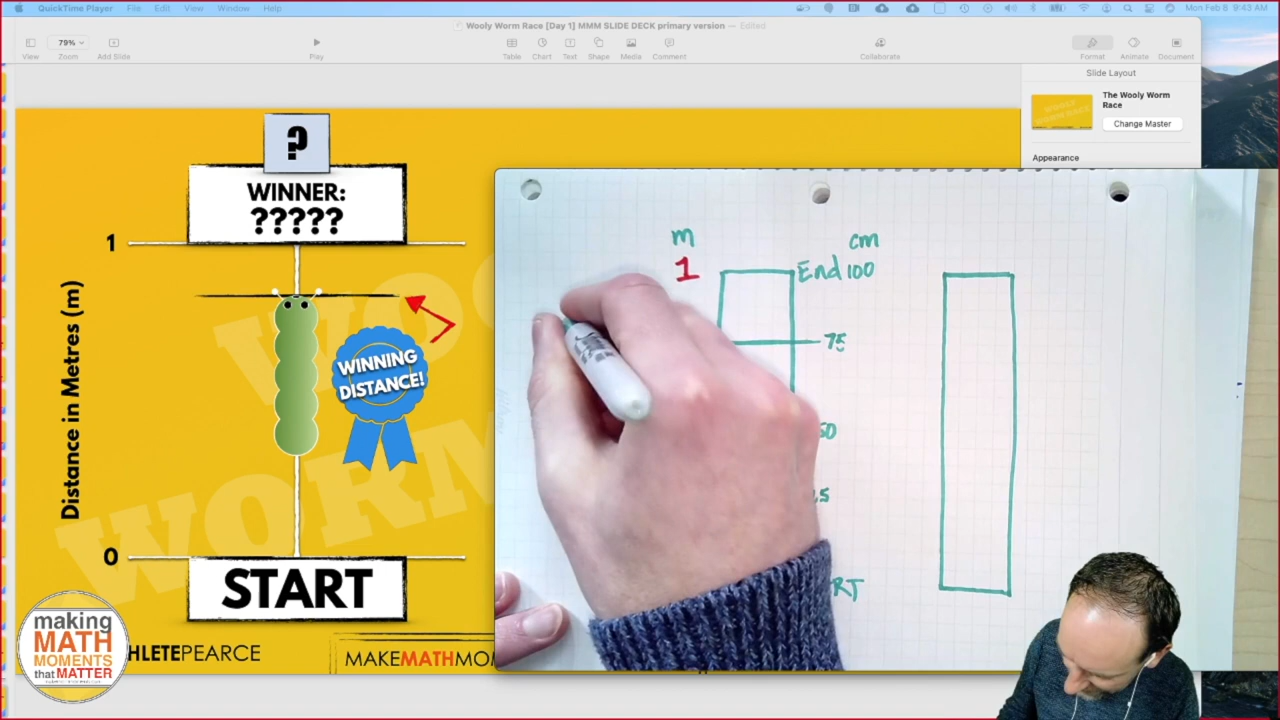 QuickTime Player File Edit View Window Help
Mon Feb 8 9:43 AM
Wooly Worm Race [Day 1] MMM SLIDE DECK primary version — Edited
79%
View Zoom Add Slide Play Table Chart Text Shape Media Comment Collaborate Format Animate Document
Slide Layout
The Wooly Worm
Race
Change Master
Appearance
?
WINNER:
?????
1
Distance in Metres (m)
WINNING
DISTANCE!
0
START
making
MATH
MOMENTS
that MATTER
HLETEPEARCE
MAKEMATHMO
m
cm
1
End 100
75
50
RT